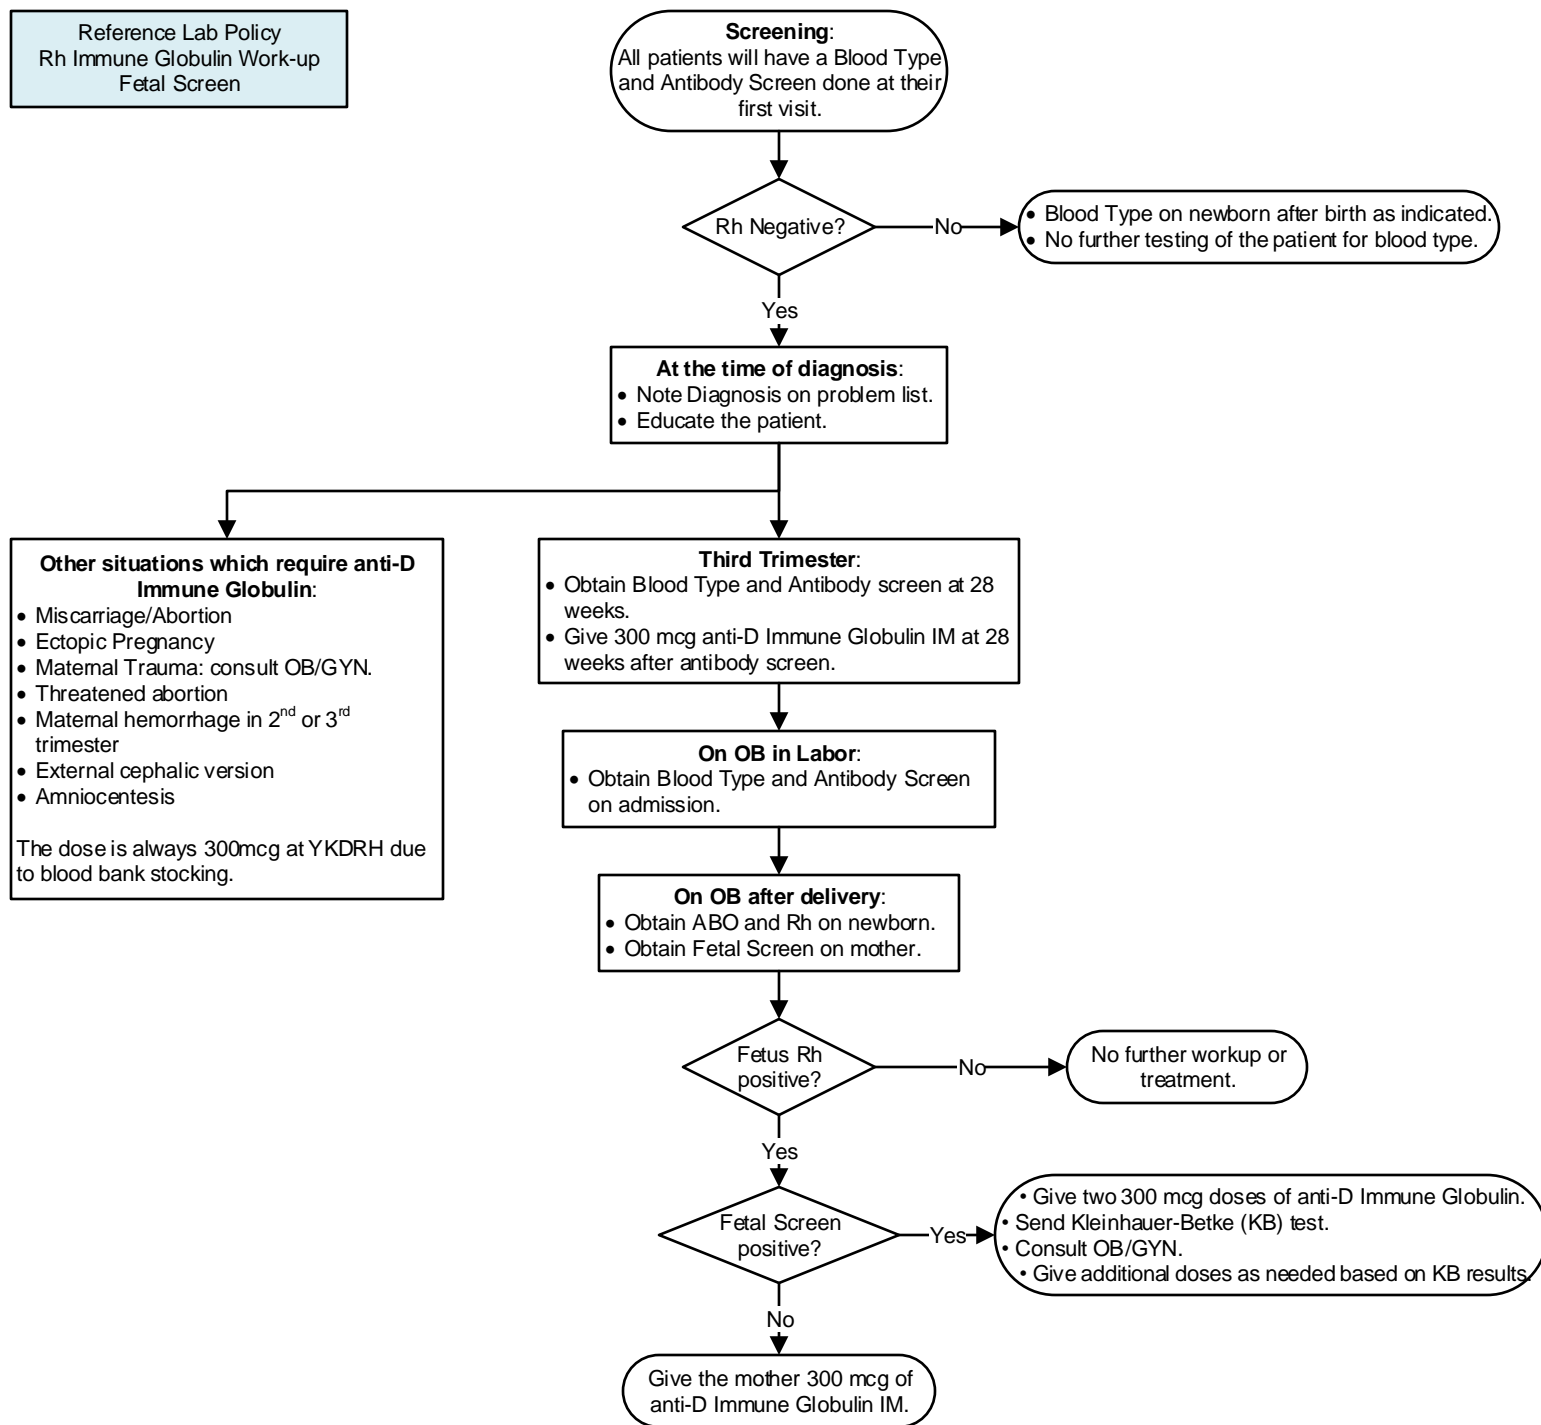 Reference Lab Policy
Rh Immune Globulin Work-up
Fetal Screen
Screening:
All patients will have a Blood Type
and Antibody Screen done at their
first visit.
Rh Negative?
No
• Blood Type on newborn after birth as indicated.
• No further testing of the patient for blood type.
Yes
At the time of diagnosis:
• Note Diagnosis on problem list.
• Educate the patient.
Other situations which require anti-D
Immune Globulin:
• Miscarriage/Abortion
• Ectopic Pregnancy
• Maternal Trauma: consult OB/GYN.
• Threatened abortion
• Maternal hemorrhage in 2nd or 3rd
trimester
• External cephalic version
• Amniocentesis
The dose is always 300mcg at YKDRH due
to blood bank stocking.
Third Trimester:
• Obtain Blood Type and Antibody screen at 28
weeks.
• Give 300 mcg anti-D Immune Globulin IM at 28
weeks after antibody screen.
On OB in Labor:
• Obtain Blood Type and Antibody Screen
on admission.
On OB after delivery:
• Obtain ABO and Rh on newborn.
• Obtain Fetal Screen on mother.
Fetus Rh
positive?
No
No further workup or
treatment.
Yes
Fetal Screen
positive?
Yes
• Give two 300 mcg doses of anti-D Immune Globulin.
• Send Kleinhauer-Betke (KB) test.
• Consult OB/GYN.
• Give additional doses as needed based on KB results.
No
Give the mother 300 mcg of
anti-D Immune Globulin IM.